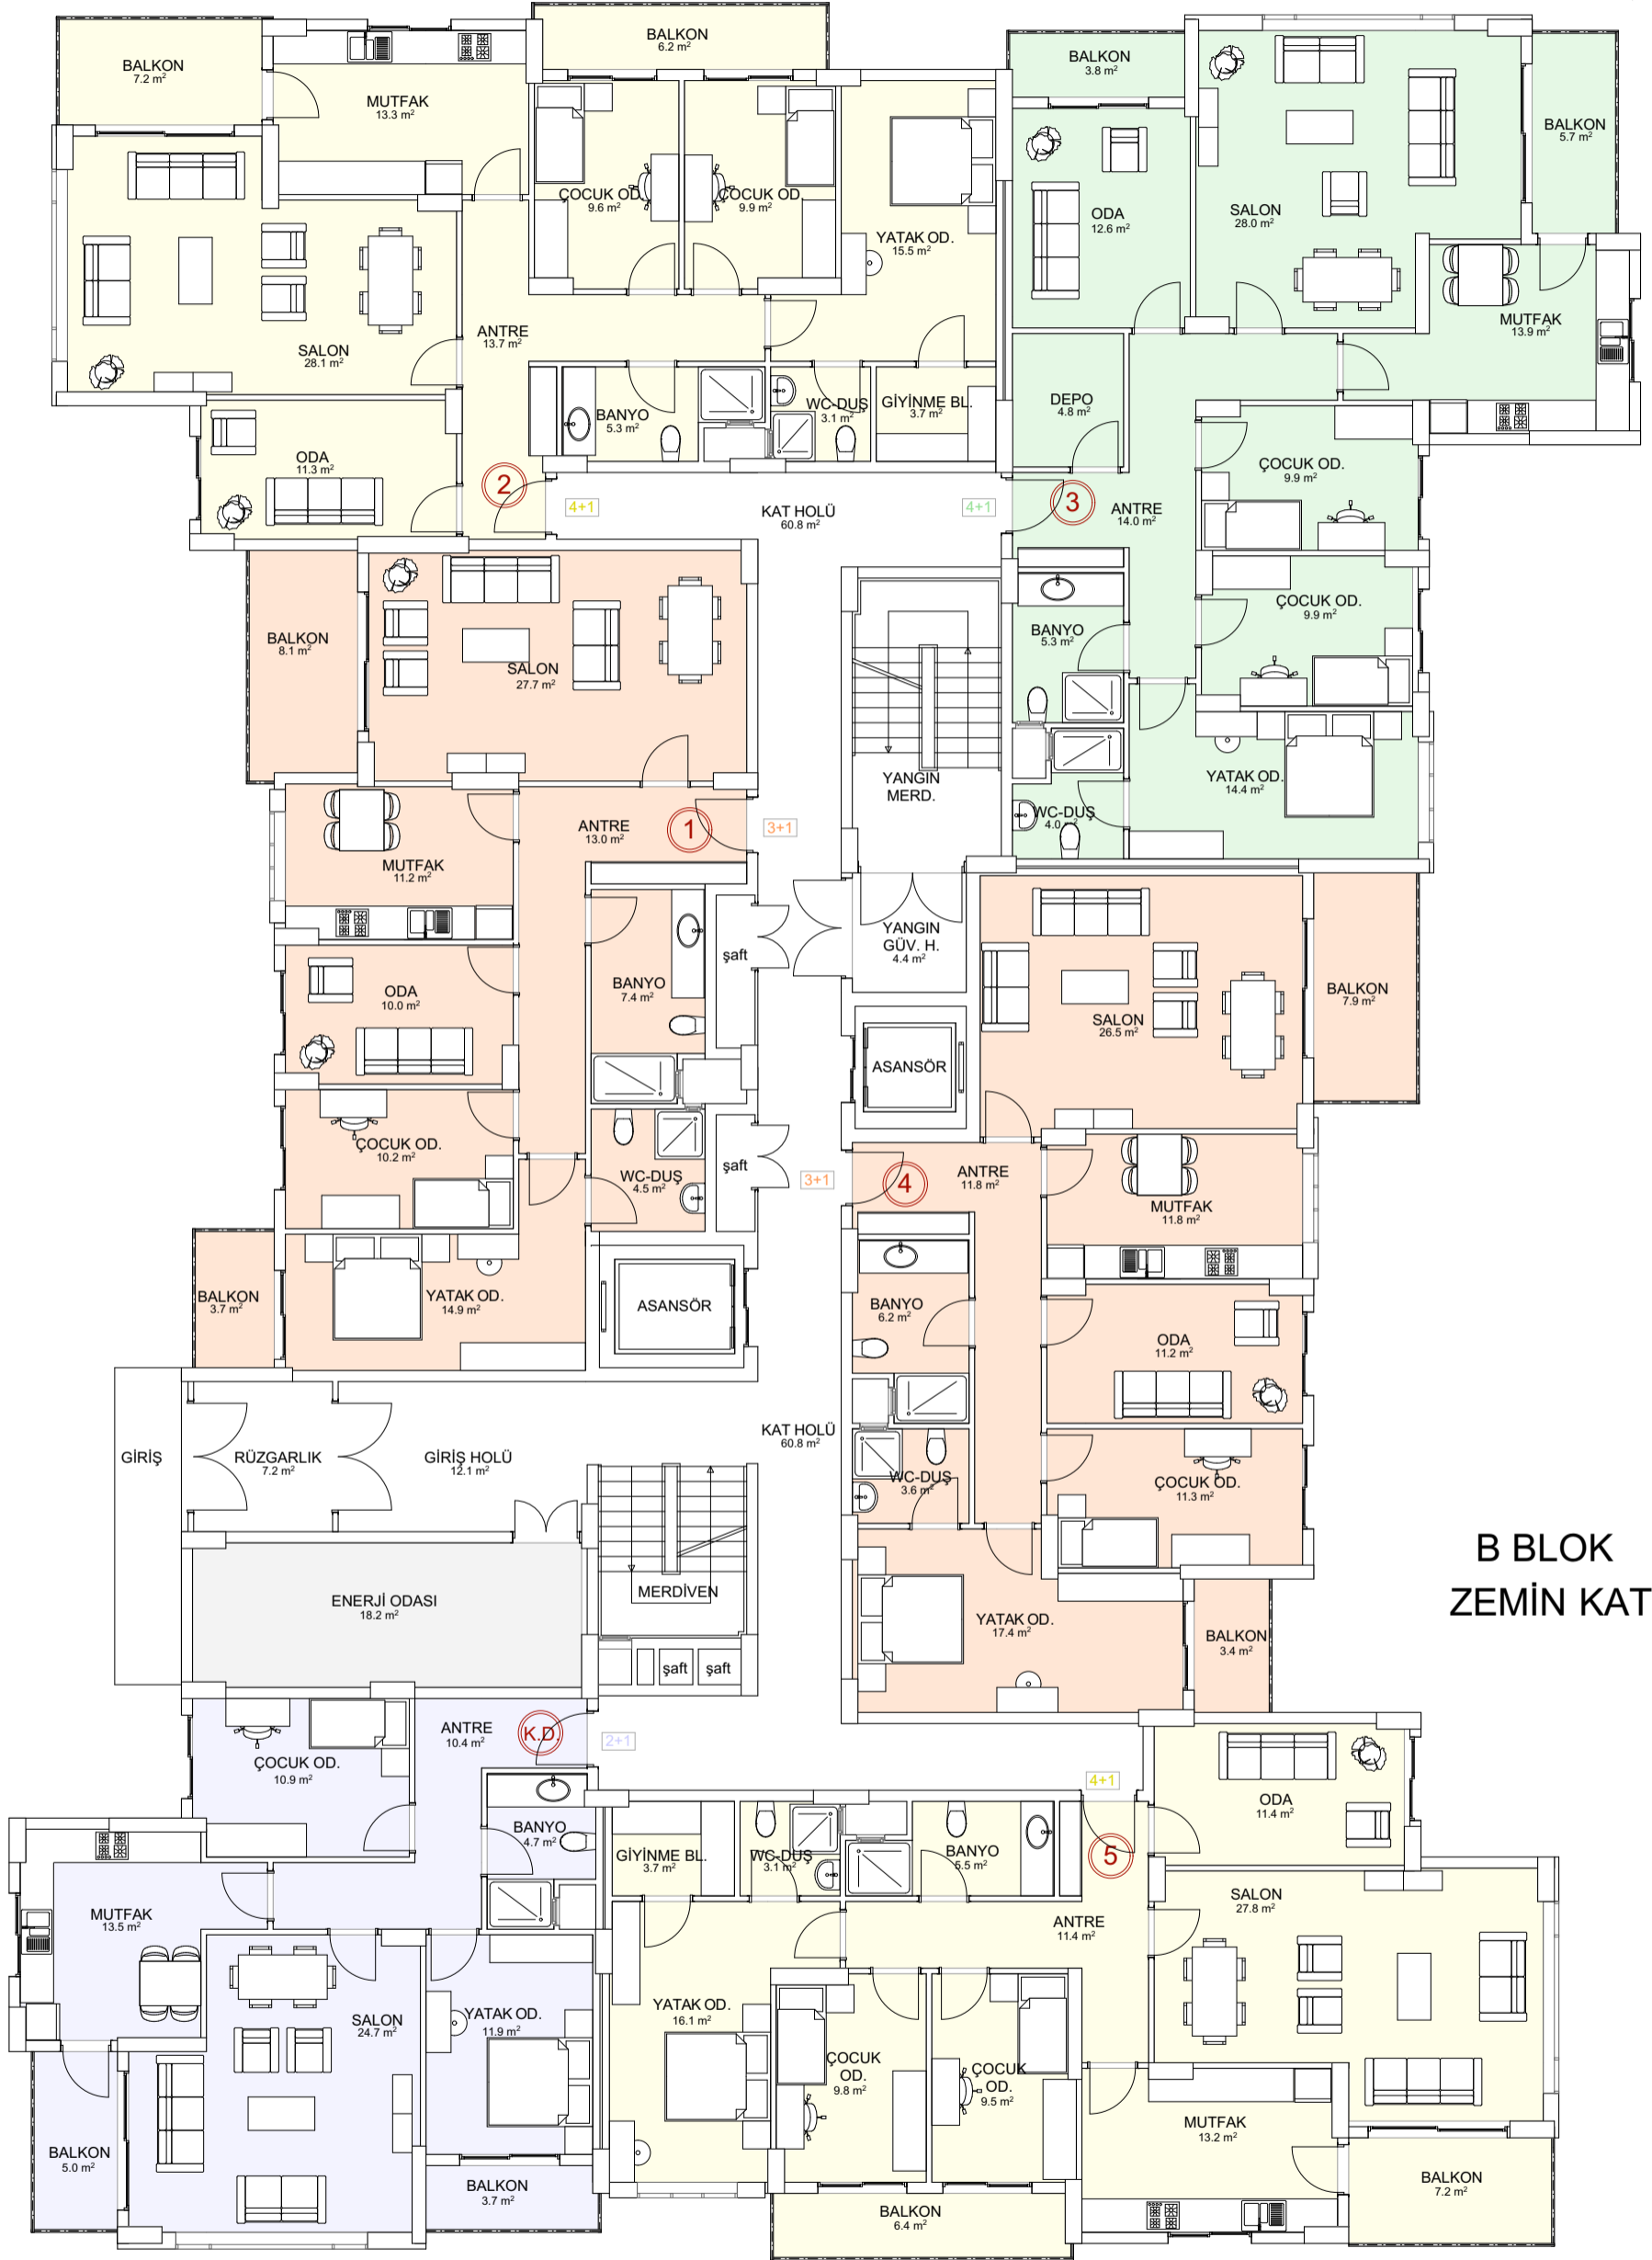 BALKON
7.2 m²
MUTFAK
13.3 m²
BALKON
6.2 m²
ÇOCUK OD.
9.6 m²
ÇOCUK OD.
9.9 m²
YATAK OD.
15.5 m²
SALON
28.1 m²
ANTRE
13.7 m²
BANYO
5.3 m²
WC-DUŞ
3.1 m²
GİYİNME BL.
3.7 m²
ODA
11.3 m²
2
4+1
BALKON
3.8 m²
ODA
12.6 m²
SALON
28.0 m²
BALKON
5.7 m²
MUTFAK
13.9 m²
DEPO
4.8 m²
ÇOCUK OD.
9.9 m²
KAT HOLÜ
60.8 m²
4+1
3
ANTRE
14.0 m²
ÇOCUK OD.
9.9 m²
BANYO
5.3 m²
YATAK OD.
14.4 m²
WC-DUŞ
4.0 m²
BALKON
8.1 m²
SALON
27.7 m²
YANGIN
MERD.
ANTRE
13.0 m²
1
3+1
MUTFAK
11.2 m²
YANGIN
GÜV. H.
4.4 m²
şaft
BANYO
7.4 m²
ODA
10.0 m²
ASANSÖR
SALON
26.5 m²
BALKON
7.9 m²
ÇOCUK OD.
10.2 m²
WC-DUŞ
4.5 m²
şaft
3+1
4
ANTRE
11.8 m²
MUTFAK
11.8 m²
BALKON
3.7 m²
YATAK OD.
14.9 m²
ASANSÖR
BANYO
6.2 m²
ODA
11.2 m²
GİRİŞ
RÜZGARLIK
7.2 m²
GİRİŞ HOLÜ
12.1 m²
KAT HOLÜ
60.8 m²
WC-DUŞ
3.6 m²
ÇOCUK OD.
11.3 m²
B BLOK
ZEMİN KAT
ENERJİ ODASI
18.2 m²
MERDİVEN
YATAK OD.
17.4 m²
BALKON
3.4 m²
şaft
şaft
ANTRE
10.4 m²
K.D.
2+1
ÇOCUK OD.
10.9 m²
BANYO
4.7 m²
MUTFAK
13.5 m²
SALON
24.7 m²
YATAK OD.
11.9 m²
BALKON
5.0 m²
BALKON
3.7 m²
4+1
5
ODA
11.4 m²
GİYİNME BL.
3.7 m²
WC-DUŞ
3.1 m²
BANYO
5.5 m²
SALON
27.8 m²
ANTRE
11.4 m²
YATAK OD.
16.1 m²
ÇOCUK
OD.
9.8 m²
ÇOCUK
OD.
9.5 m²
MUTFAK
13.2 m²
BALKON
7.2 m²
BALKON
6.4 m²